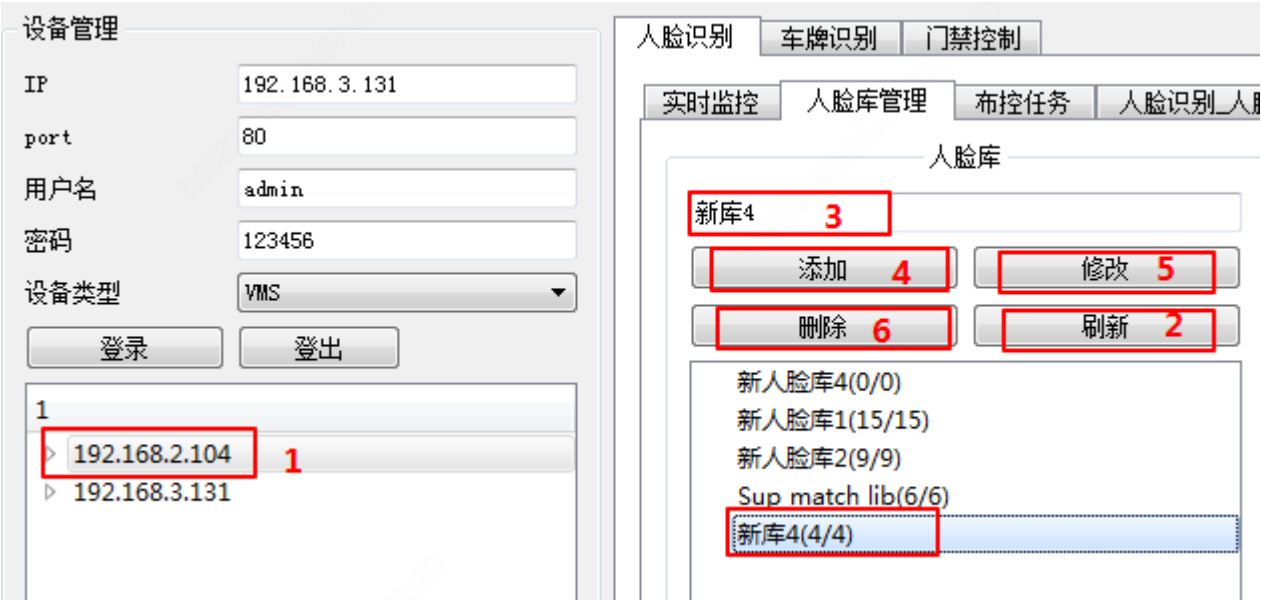 设备管理
IP
192.168.3.131
port
80
用户名
admin
密码
123456
设备类型
VMS
登录
登出
1
192.168.2.104
1
192.168.3.131
人脸识别
车牌识别
门禁控制
实时监控
人脸库管理
布控任务
人脸识别_人脸
人脸库
新库4
3
添加
4
修改
5
删除
6
刷新
2
新人脸库4(0/0)
新人脸库1(15/15)
新人脸库2(9/9)
Sup match lib(6/6)
新库4(4/4)